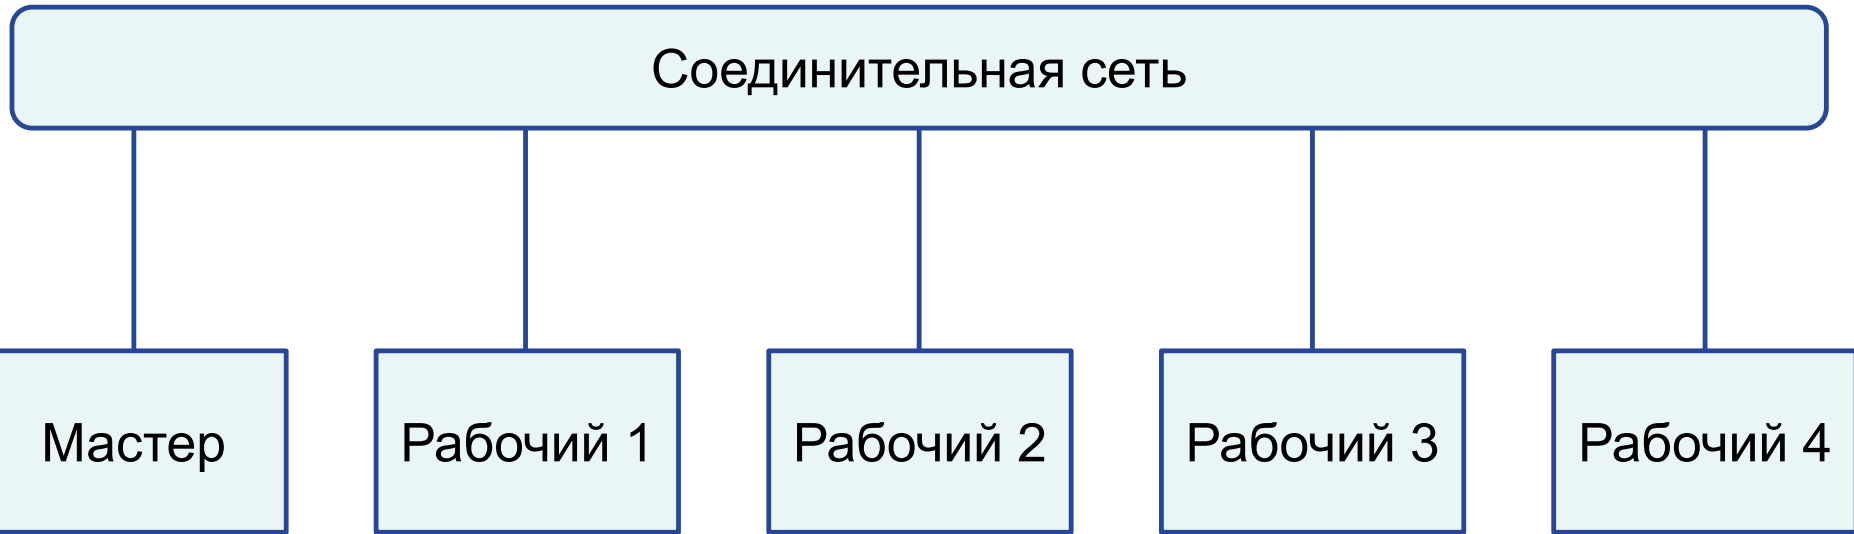 Соединительная сеть
Мастер
Рабочий 1
Рабочий 2
Рабочий 3
Рабочий 4